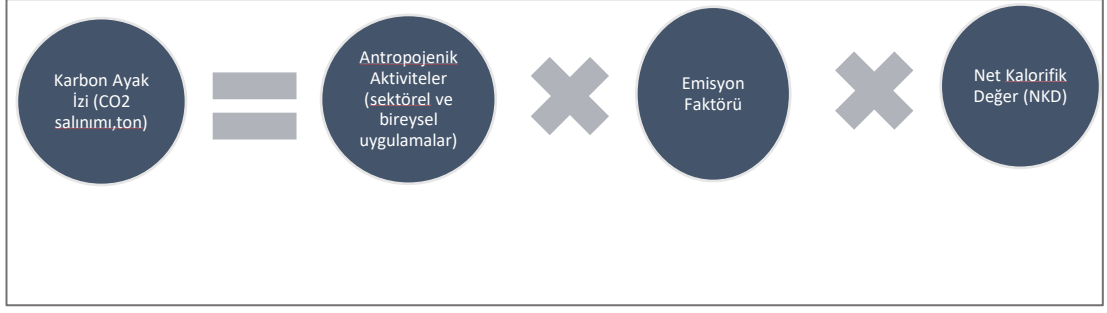 Karbon Ayak
İzi (CO2
salınımı,ton)
Antropojenik
Aktiviteler
(sektörel ve
bireysel
uygulamalar)
Emisyon
Faktörü
Net Kalorifik
Değer (NKD)